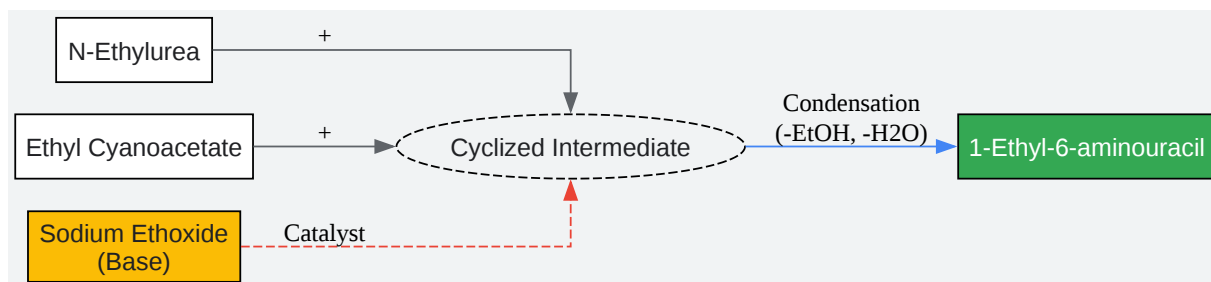 N-Ethylurea
+
Ethyl Cyanoacetate
+
Sodium Ethoxide
(Base)
Catalyst
Cyclized Intermediate
Condensation
(-EtOH, -H2O)
1-Ethyl-6-aminouracil